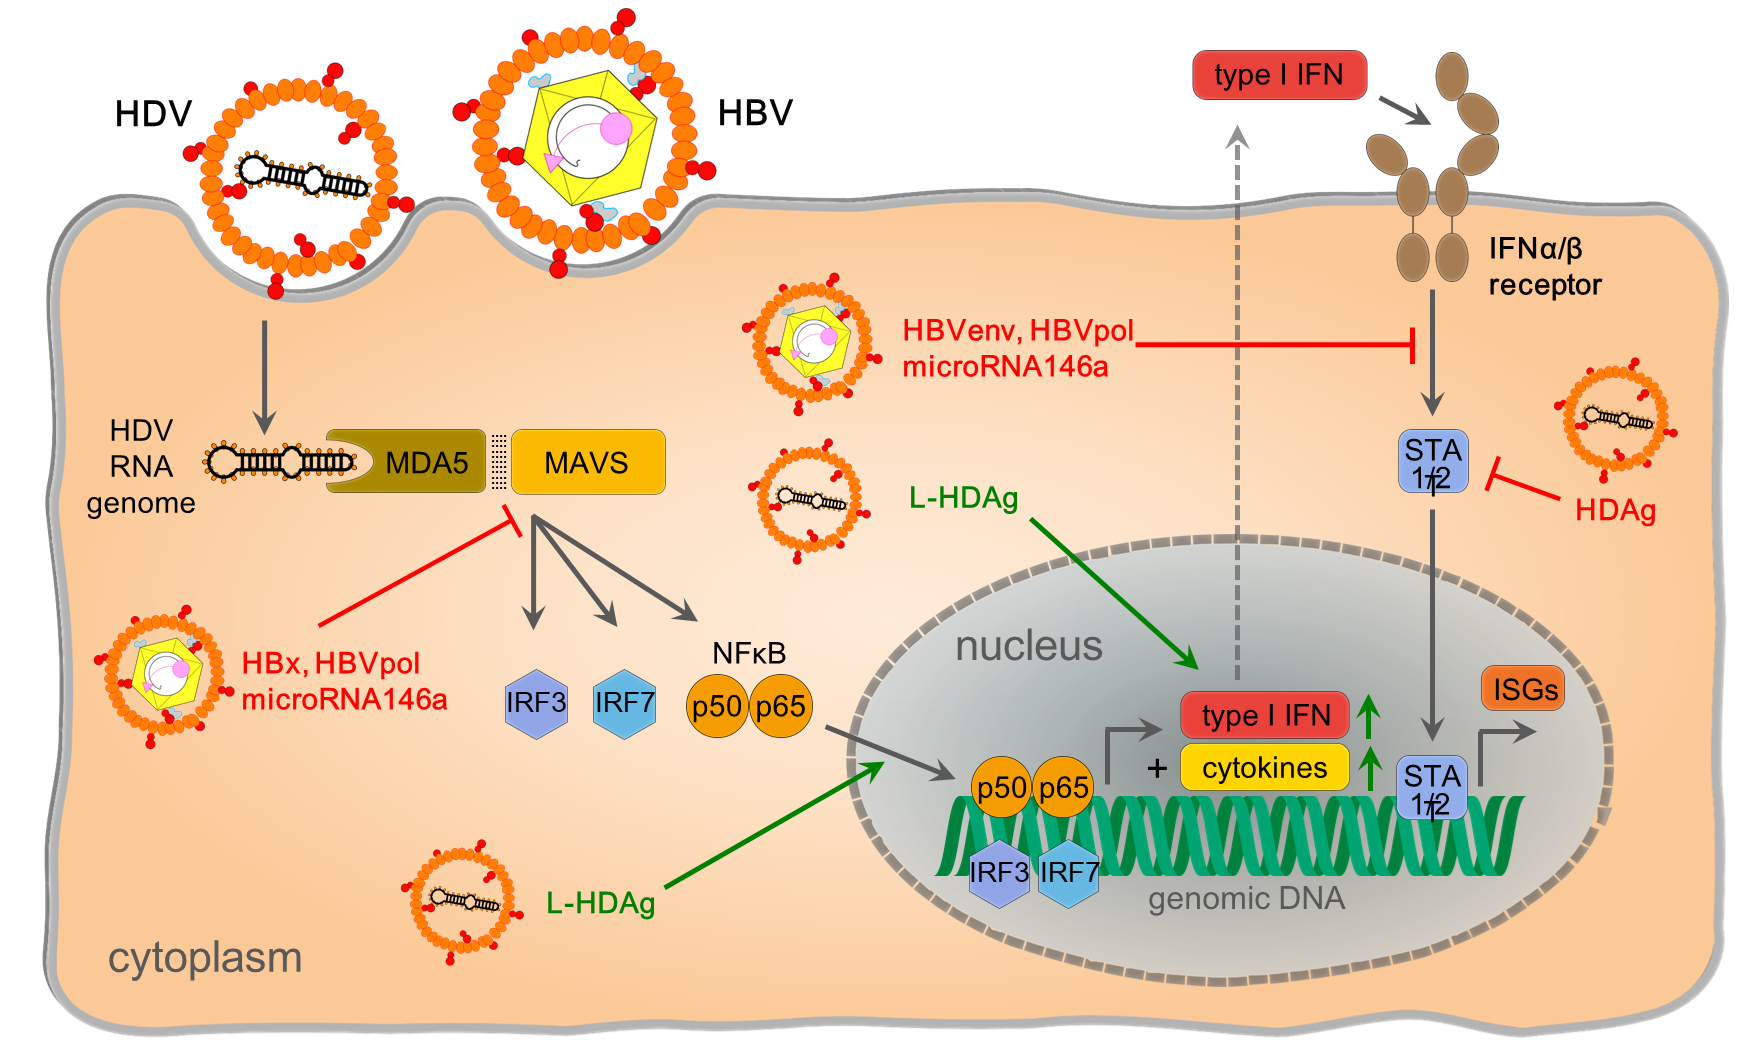 HDV
HBV
type I IFN
IFNα/β
receptor
HBVenv, HBVpol
microRNA146a
HDV
RNA
genome
MDA5
MAVS
STA
T
1/2
L-HDAg
HDAg
HBx, HBVpol
microRNA146a
NFκB
IRF3
IRF7
p50
p65
nucleus
type I IFN
+
cytokines
ISGs
STA
T
1/2
p50
p65
IRF3
IRF7
genomic DNA
L-HDAg
cytoplasm